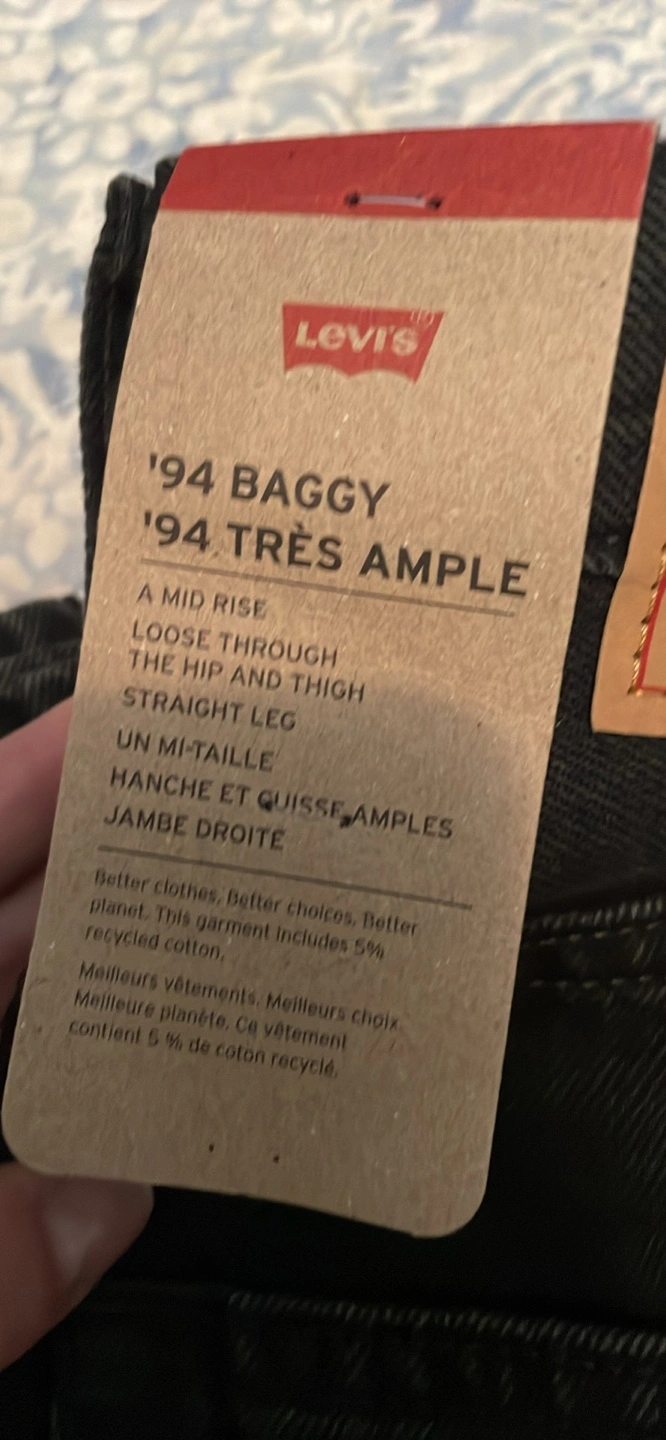 Levi's
'94 BAGGY
'94 TRÈS AMPLE
A MID RISE
LOOSE THROUGH
THE HIP AND THIGH
STRAIGHT LEG
UN MI-TAILLE
HANCHE ET CUISSE AMPLES
JAMBE DROITE
Better clothes. Better choices. Better
planet. This garment includes 5%
recycled cotton.
Meilleurs vêtements. Meilleurs choix.
Meilleure planète. Ce vêtement
contient 5 % de coton recyclé.